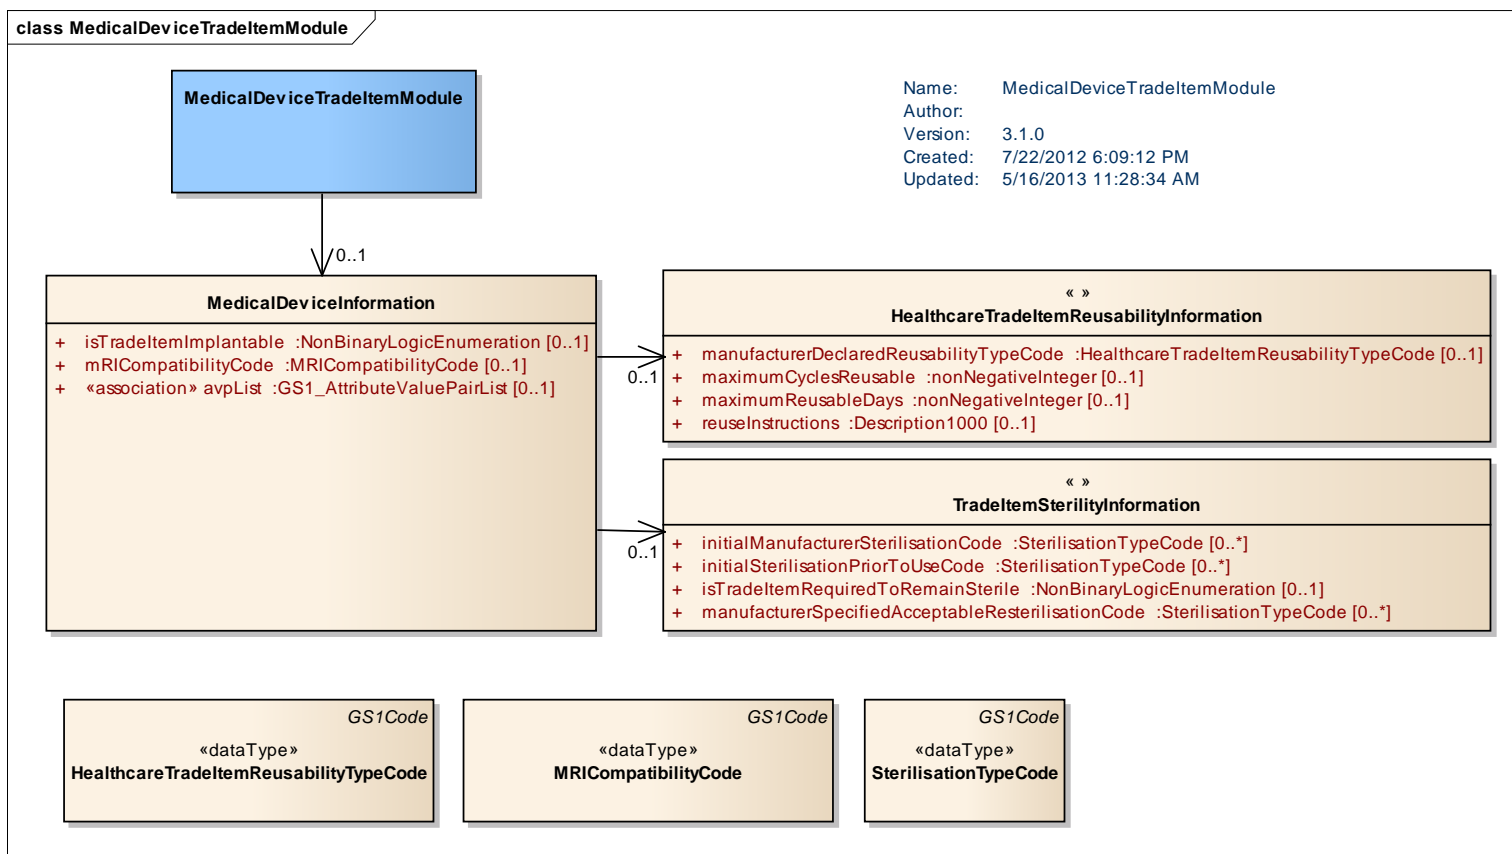 class MedicalDeviceTradeItemModule
MedicalDeviceTradeItemModule
Name: MedicalDeviceTradeItemModule
Author:
Version: 3.1.0
Created: 7/22/2012 6:09:12 PM
Updated: 5/16/2013 11:28:34 AM
0..1
MedicalDeviceInformation
+ isTradeItemImplantable :NonBinaryLogicEnumeration [0..1]
+ mRICompatibilityCode :MRICompatibilityCode [0..1]
+ «association» avpList :GS1_AttributeValuePairList [0..1]
0..1
« »
HealthcareTradeItemReusabilityInformation
+ manufacturerDeclaredReusabilityTypeCode :HealthcareTradeItemReusabilityTypeCode [0..1]
+ maximumCyclesReusable :nonNegativeInteger [0..1]
+ maximumReusableDays :nonNegativeInteger [0..1]
+ reuseInstructions :Description1000 [0..1]
0..1
« »
TradeItemSterilityInformation
+ initialManufacturerSterilisationCode :SterilisationTypeCode [0..*]
+ initialSterilisationPriorToUseCode :SterilisationTypeCode [0..*]
+ isTradeItemRequiredToRemainSterile :NonBinaryLogicEnumeration [0..1]
+ manufacturerSpecifiedAcceptableResterilisationCode :SterilisationTypeCode [0..*]
GS1Code
«dataType»
HealthcareTradeItemReusabilityTypeCode
GS1Code
«dataType»
MRICompatibilityCode
GS1Code
«dataType»
SterilisationTypeCode